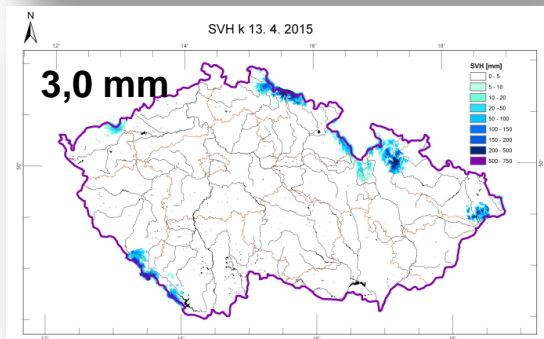 N
SVH k 13. 4. 2015
12° 14° 16° 18°
3,0 mm
SVH [mm]
0 - 5
5 - 10
10 - 20
20 - 50
50 - 100
100 - 150
150 - 200
200 - 500
500 - 750
50° 50°